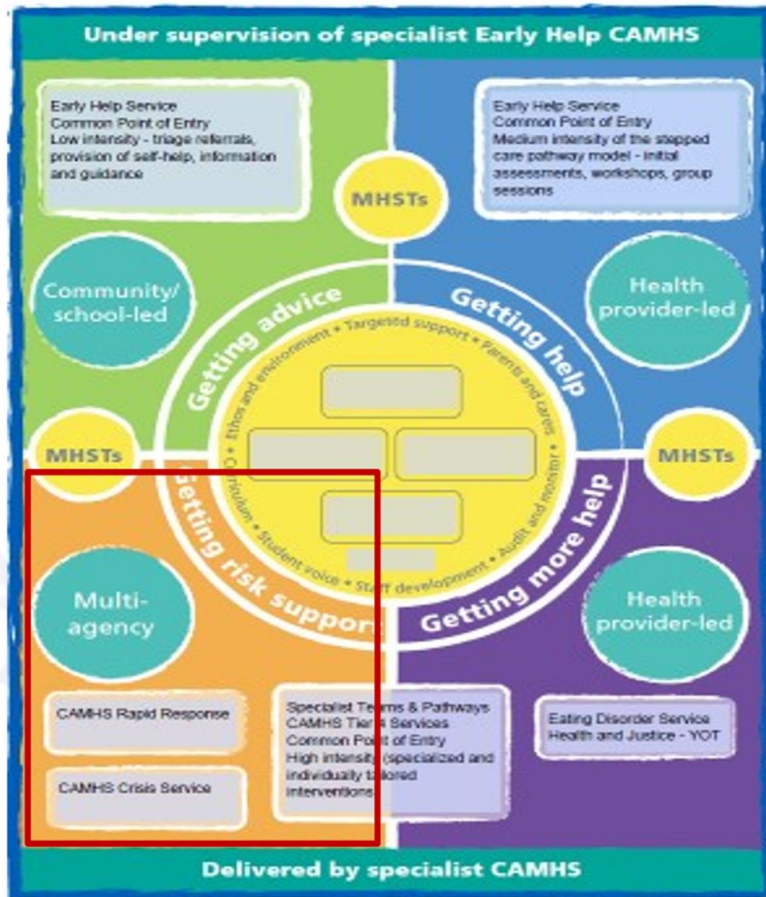 Under supervision of specialist Early Help CAMHS
Early Help Service
Common Point of Entry
Low intensity - triage referrals,
provision of self-help, information
and guidance
Early Help Service
Common Point of Entry
Medium intensity of the stepped
care pathway model - initial
assessments, workshops, group
sessions
MHSTs
Community/
school-led
Health
provider-led
Getting advice
Getting help
Ethos and environment • Targeted support • Parents and carers •
MHSTs
MHSTs
Curriculum • Student voice • Staff development • Audit and monitor
Getting risk support
Getting more help
Multi-
agency
Health
provider-led
CAMHS Rapid Response
CAMHS Crisis Service
Specialist Teams & Pathways
CAMHS Tier 4 Services
Common Point of Entry
High intensity (specialized and
individually tailored
interventions
Eating Disorder Service
Health and Justice - YOT
Delivered by specialist CAMHS